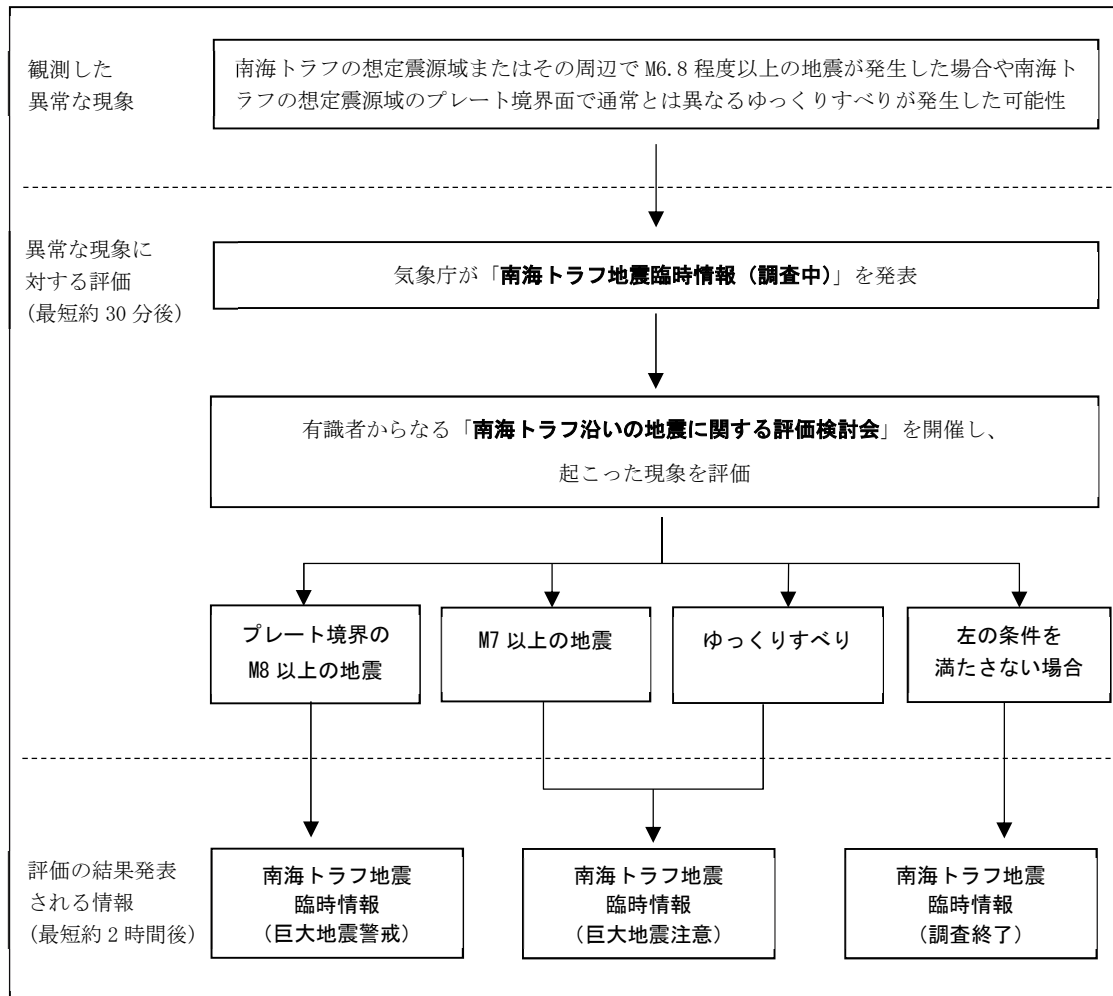 観測した
異常な現象
南海トラフの想定震源域またはその周辺で M6.8 程度以上の地震が発生した場合や南海ト
ラフの想定震源域のプレート境界面で通常とは異なるゆっくりすべりが発生した可能性
異常な現象に
対する評価
(最短約 30 分後)
気象庁が「南海トラフ地震臨時情報（調査中）」を発表
有識者からなる「南海トラフ沿いの地震に関する評価検討会」を開催し、
起こった現象を評価
プレート境界の
M8 以上の地震
M7 以上の地震
ゆっくりすべり
左の条件を
満たさない場合
評価の結果発表
される情報
(最短約 2 時間後)
南海トラフ地震
臨時情報
（巨大地震警戒）
南海トラフ地震
臨時情報
（巨大地震注意）
南海トラフ地震
臨時情報
（調査終了）